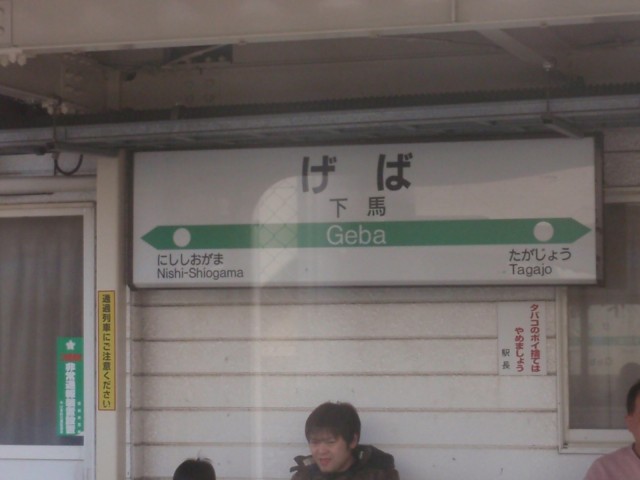 げば
下馬
Geba
にししおがま
Nishi-Shiogama
たがじょう
Tagajo
通過列車にご注意ください
タバコのポイ捨ては
やめましょう
駅長